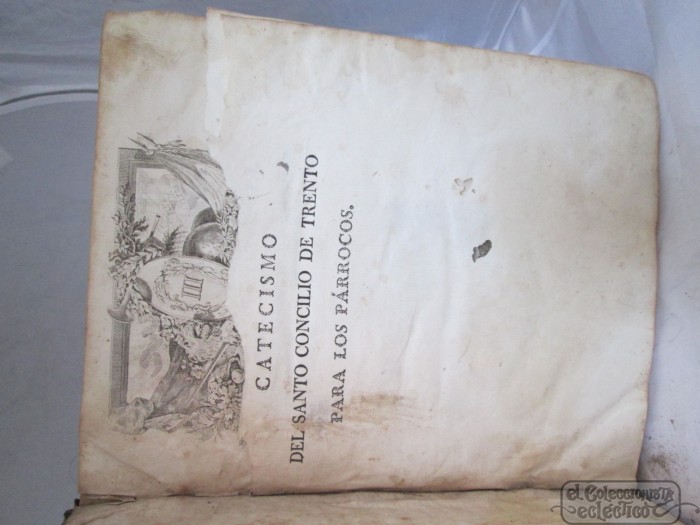 III
CATECISMO
DEL SANTO CONCILIO DE TRENTO
PARA LOS PÁRROCOS.
el Coleccionista
ecléctico